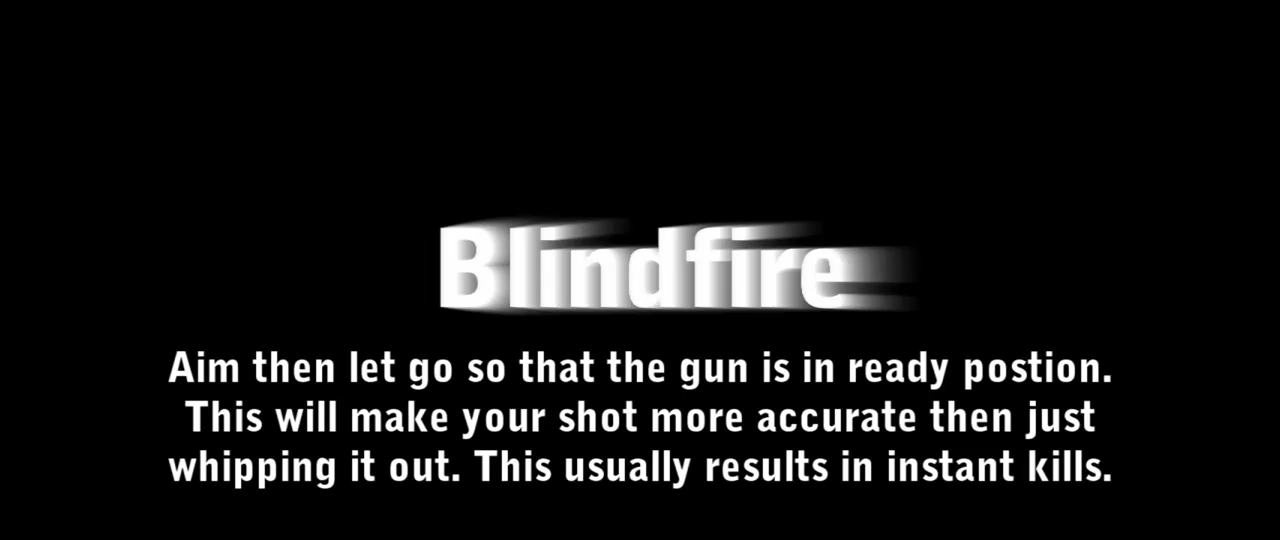 Blindfire
Aim then let go so that the gun is in ready postion.
This will make your shot more accurate then just
whipping it out. This usually results in instant kills.